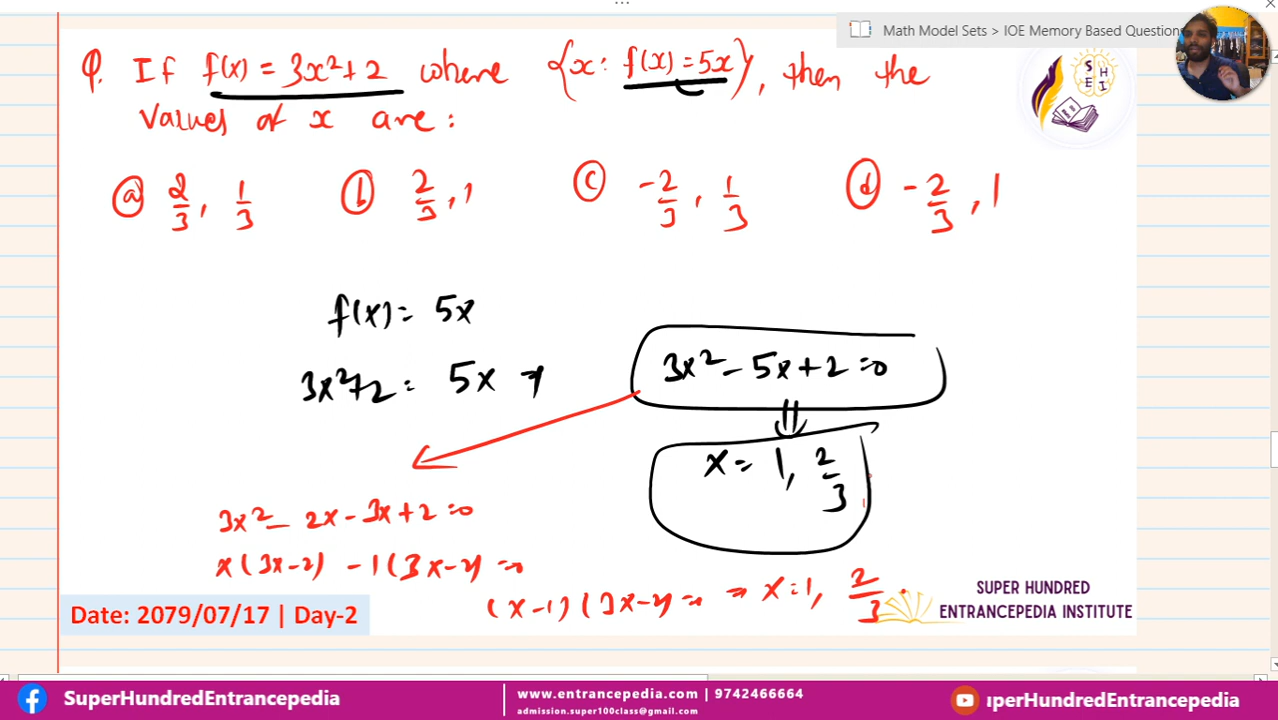 Math Model Sets > IOE Memory Based Question
Q. If f(x) = 3x²+2 where {x: f(x) = 5x}, then the
values of x are:
ⓐ 2/3, 1/3 ⓑ 2/3, 1 ⓒ -2/3, 1/3 ⓓ -2/3, 1
S H
E I
f(x) = 5x
3x²+2 = 5x ⇒
3x² - 5x + 2 = 0
x = 1, 2/3
3x² - 2x - 3x + 2 = 0
x(3x-2) - 1(3x-2) = 0
(x-1)(3x-2) = 0 ⇒ x = 1, 2/3
SUPER HUNDRED
ENTRANCEPEDIA INSTITUTE
Date: 2079/07/17 | Day-2
SuperHundredEntrancepedia
www.entrancepedia.com | 9742466664
admission.super100class@gmail.com
ıperHundredEntrancepedia